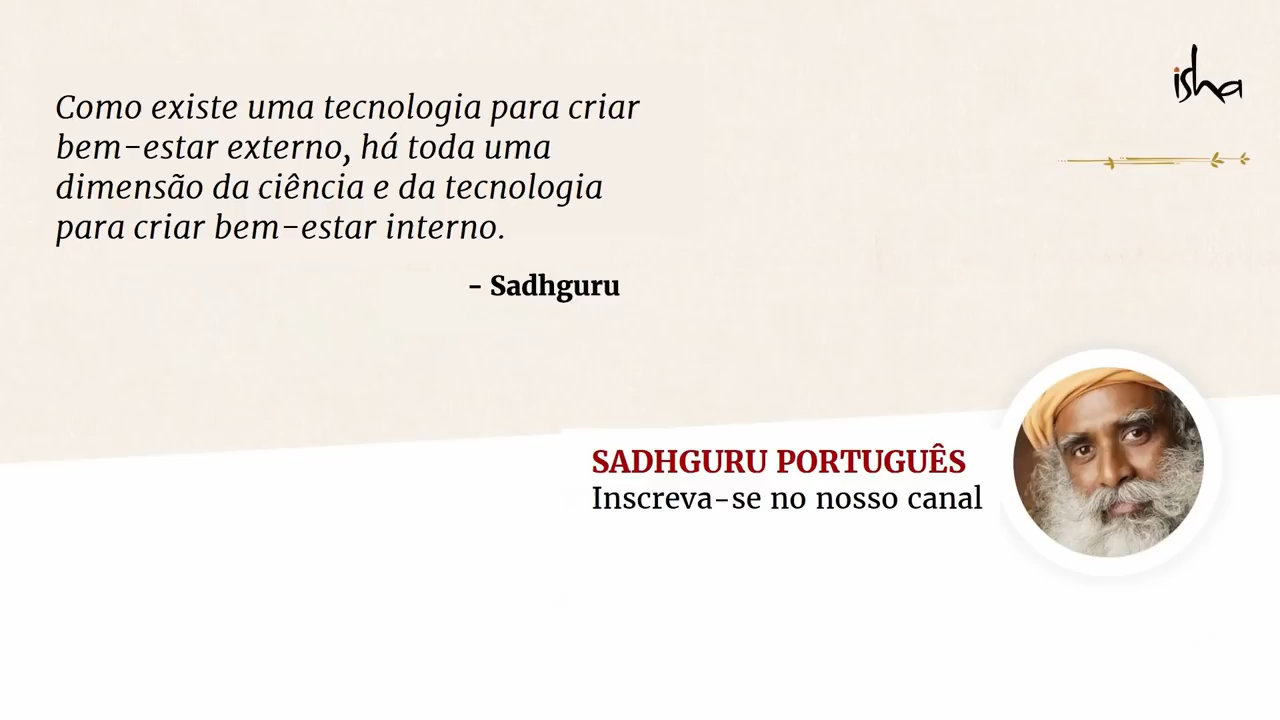 Como existe uma tecnologia para criar
bem-estar externo, há toda uma
dimensão da ciência e da tecnologia
para criar bem-estar interno.
- Sadhguru
isha
SADHGURU PORTUGUÊS
Inscreva-se no nosso canal